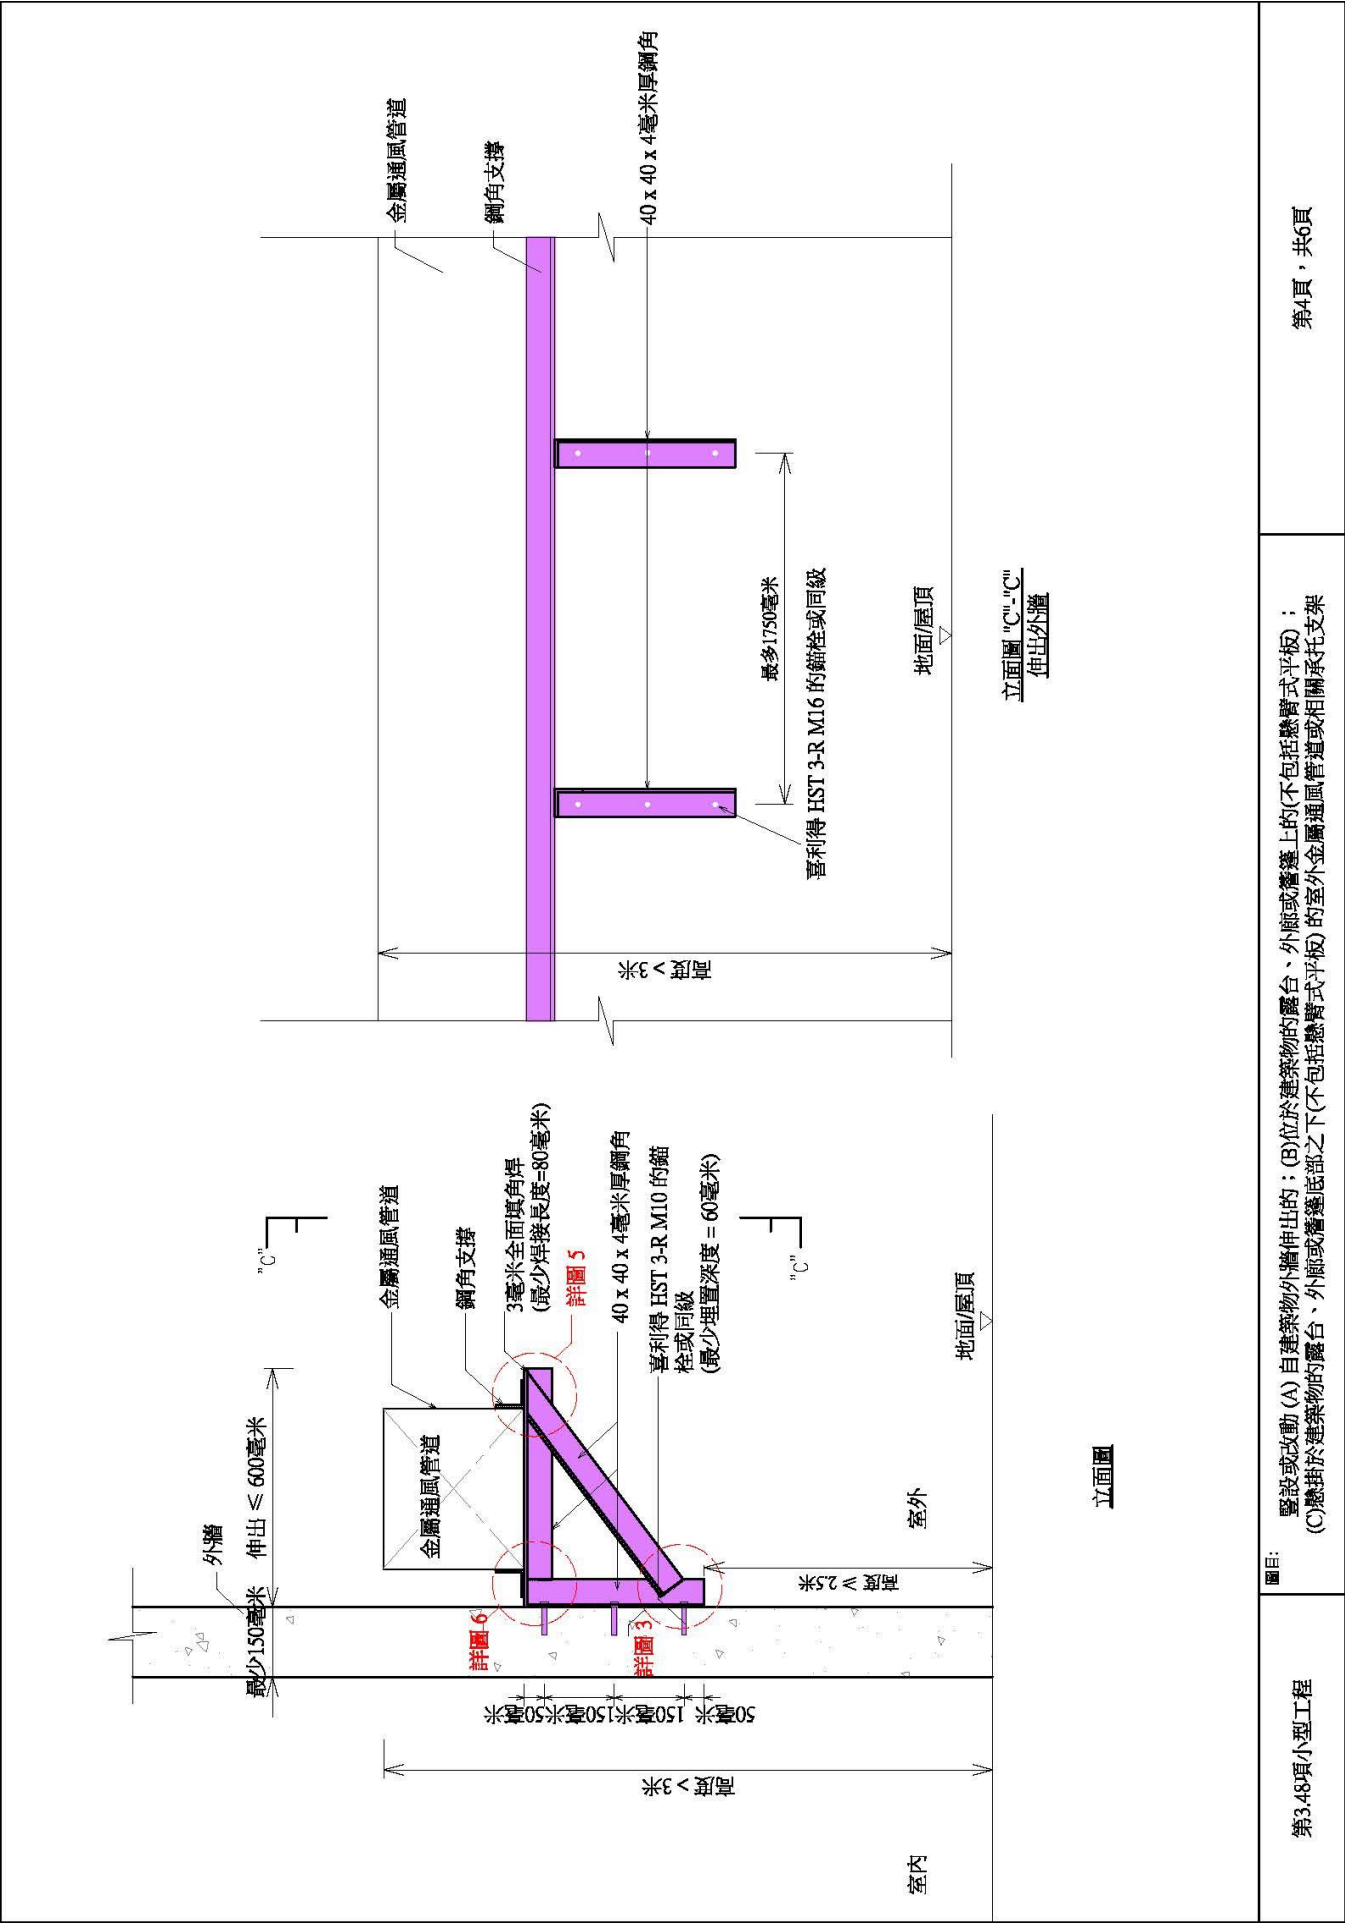 外牆
最少150毫米
伸出 ≤ 600毫米
"C"
金屬通風管道
金屬通風管道
鋼角支撐
3毫米全面填角焊
(最少焊接長度=80毫米)
詳圖 5
詳圖 6
40 x 40 x 4毫米厚鋼角
喜利得 HST 3-R M10 的錨
栓或同級
(最少埋置深度 = 60毫米)
詳圖 3
50毫米
150毫米
150毫米
50毫米
高度 > 3米
高度 ≥ 2.5米
"C"
室內
室外
地面/屋頂
立面圖
金屬通風管道
鋼角支撐
40 x 40 x 4毫米厚鋼角
高度 > 3米
最多1750毫米
喜利得 HST 3-R M16 的錨栓或同級
地面/屋頂
立面圖 "C"-"C"
伸出外牆
第3.48項小型工程
圖目:
豎設或改動 (A) 自建築物外牆伸出的；(B)位於建築物的露台、外廊或簷篷上的(不包括懸臂式平板)；
(C)懸掛於建築物的露台、外廊或簷篷底部之下(不包括懸臂式平板) 的室外金屬通風管道或相關承托支架
第4頁，共6頁